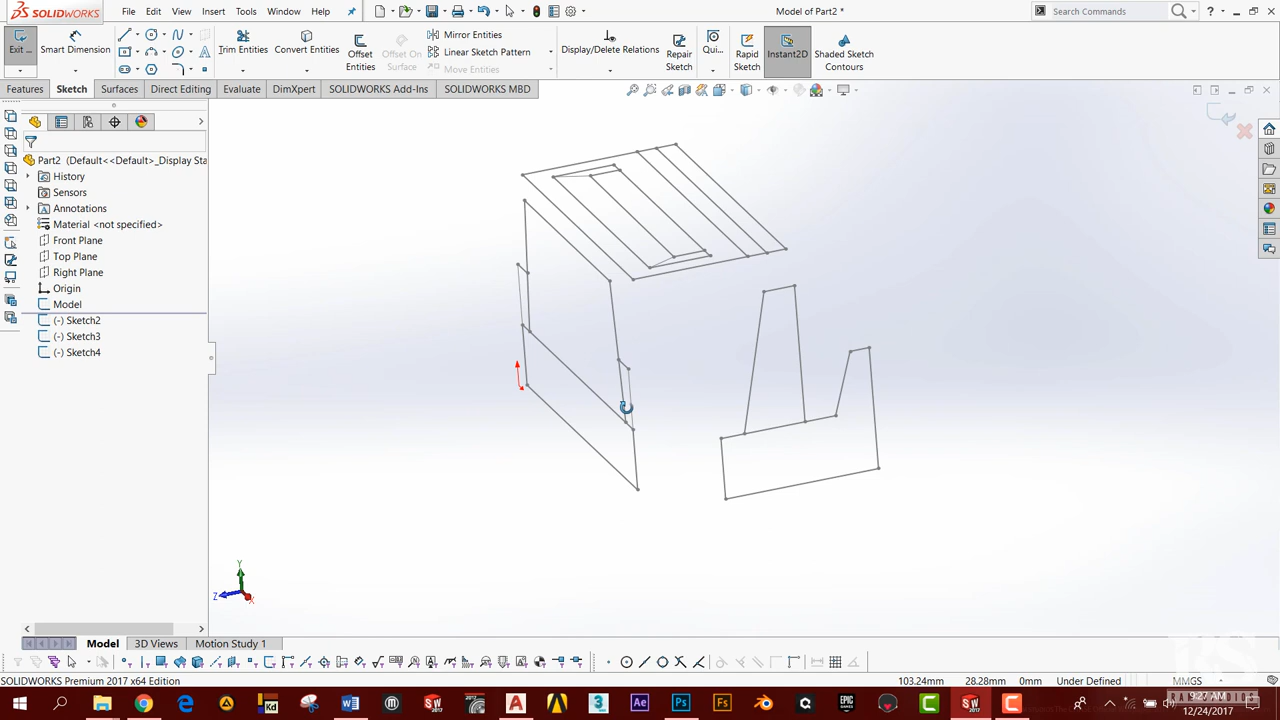 SOLIDWORKS File Edit View Insert Tools Window Help Model of Part2 * Search Commands
Exit ... Smart Dimension Trim Entities Convert Entities Offset Entities Offset On Surface Mirror Entities Linear Sketch Pattern Move Entities Display/Delete Relations Repair Sketch Qui... Rapid Sketch Instant2D Shaded Sketch Contours
Features Sketch Surfaces Direct Editing Evaluate DimXpert SOLIDWORKS Add-Ins SOLIDWORKS MBD
Part2 (Default<<Default>_Display Sta
History
Sensors
Annotations
Material <not specified>
Front Plane
Top Plane
Right Plane
Origin
Model
(-) Sketch2
(-) Sketch3
(-) Sketch4
Y
Z
X
Model 3D Views Motion Study 1
SOLIDWORKS Premium 2017 x64 Edition 103.24mm 28.28mm 0mm Under Defined MMGS
9:27 AM
12/24/2017